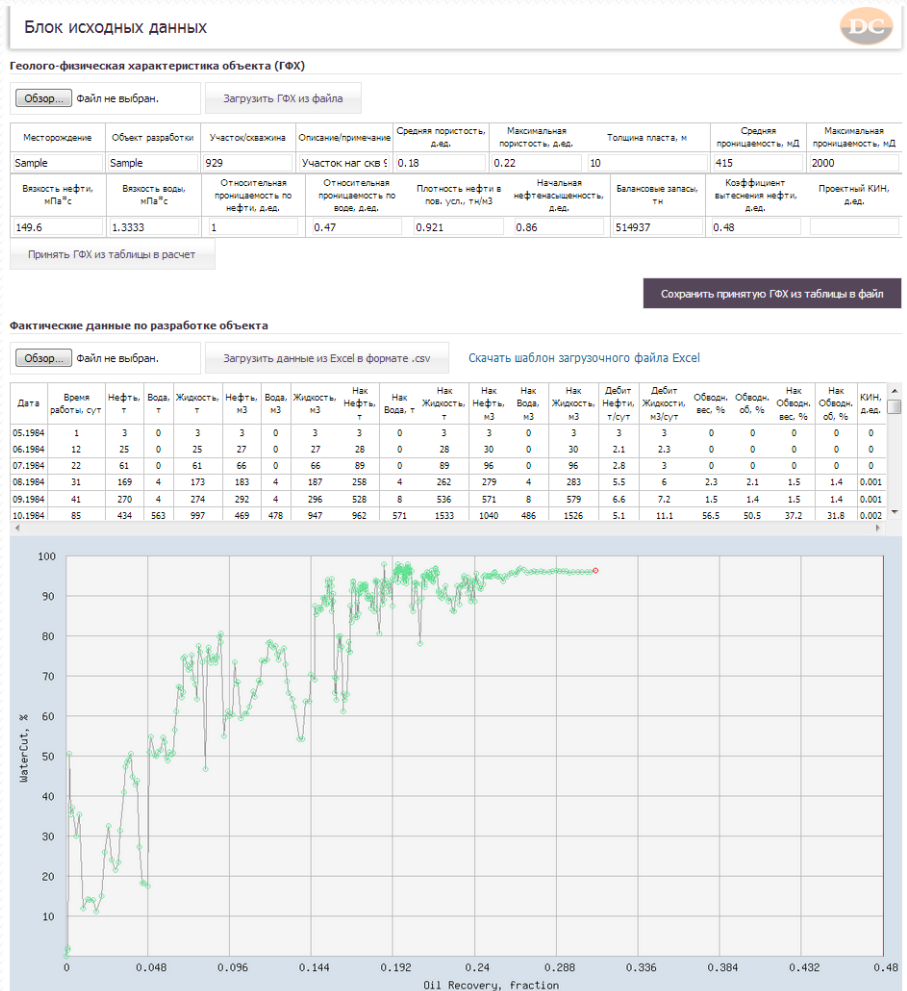 Блок исходных данных
DC
Геолого-физическая характеристика объекта (ГФХ)
Обзор... Файл не выбран. Загрузить ГФХ из файла
Месторождение Объект разработки Участок/скважина Описание/примечание Средняя пористость, д.ед. Максимальная пористость, д.ед. Толщина пласта, м Средняя проницаемость, мД Максимальная проницаемость, мД
Sample Sample 929 Участок наг скв 9 0.18 0.22 10 415 2000
Вязкость нефти, мПа*с Вязкость воды, мПа*с Относительная проницаемость по нефти, д.ед. Относительная проницаемость по воде, д.ед. Плотность нефти в пов. усл., тн/м3 Начальная нефтенасыщенность, д.ед. Балансовые запасы, тн Коэффициент вытеснения нефти, д.ед. Проектный КИН, д.ед.
149.6 1.3333 1 0.47 0.921 0.86 514937 0.48
Принять ГФХ из таблицы в расчет
Сохранить принятую ГФХ из таблицы в файл
Фактические данные по разработке объекта
Обзор... Файл не выбран. Загрузить данные из Excel в формате .csv Скачать шаблон загрузочного файла Excel
Дата Время работы, сут Нефть, т Вода, т Жидкость, т Нефть, м3 Вода, м3 Жидкость, м3 Нак Нефть, т Нак Вода, т Нак Жидкость, т Нак Нефть, м3 Нак Вода, м3 Нак Жидкость, м3 Дебит Нефти, т/сут Дебит Жидкости, м3/сут Обводн. вес, % Обводн. об, % Нак Обводн. вес, % Нак Обводн. об, % КИН, д.ед.
05.1984 1 3 0 3 3 0 3 3 0 3 3 0 3 3 3 0 0 0 0 0
06.1984 12 25 0 25 27 0 27 28 0 28 30 0 30 2.1 2.3 0 0 0 0 0
07.1984 22 61 0 61 66 0 66 89 0 89 96 0 96 2.8 3 0 0 0 0 0
08.1984 31 169 4 173 183 4 187 258 4 262 279 4 283 5.5 6 2.3 2.1 1.5 1.4 0.001
09.1984 41 270 4 274 292 4 296 528 8 536 571 8 579 6.6 7.2 1.5 1.4 1.5 1.4 0.001
10.1984 85 434 563 997 469 478 947 962 571 1533 1040 486 1526 5.1 11.1 56.5 50.5 37.2 31.8 0.002
100
90
80
70
60
50
40
30
20
10
WaterCut, %
0 0.048 0.096 0.144 0.192 0.24 0.288 0.336 0.384 0.432 0.48
Oil Recovery, fraction